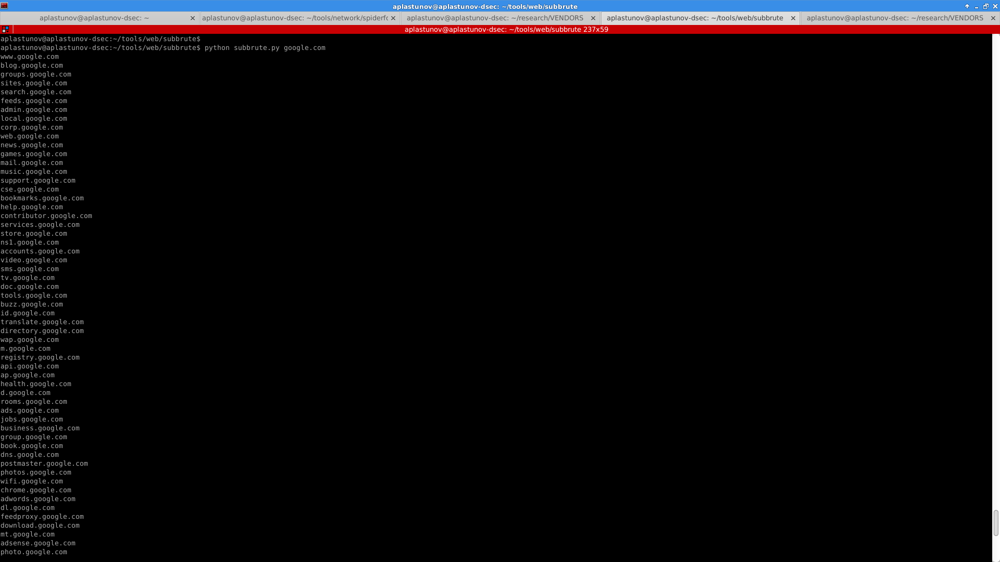 aplastunov@aplastunov-dsec: ~/tools/web/subbrute
aplastunov@aplastunov-dsec: ~
aplastunov@aplastunov-dsec: ~/tools/network/spiderfo
aplastunov@aplastunov-dsec: ~/research/VENDORS
aplastunov@aplastunov-dsec: ~/tools/web/subbrute
aplastunov@aplastunov-dsec: ~/research/VENDORS
aplastunov@aplastunov-dsec: ~/tools/web/subbrute 237x59
aplastunov@aplastunov-dsec:~/tools/web/subbrute$
aplastunov@aplastunov-dsec:~/tools/web/subbrute$ python subbrute.py google.com
www.google.com
blog.google.com
groups.google.com
sites.google.com
search.google.com
feeds.google.com
admin.google.com
local.google.com
corp.google.com
web.google.com
news.google.com
games.google.com
mail.google.com
music.google.com
support.google.com
cse.google.com
bookmarks.google.com
help.google.com
contributor.google.com
services.google.com
store.google.com
ns1.google.com
accounts.google.com
video.google.com
sms.google.com
tv.google.com
doc.google.com
tools.google.com
buzz.google.com
id.google.com
translate.google.com
directory.google.com
wap.google.com
m.google.com
registry.google.com
api.google.com
ap.google.com
health.google.com
d.google.com
rooms.google.com
ads.google.com
jobs.google.com
business.google.com
group.google.com
book.google.com
dns.google.com
postmaster.google.com
photos.google.com
wifi.google.com
chrome.google.com
adwords.google.com
dl.google.com
feedproxy.google.com
download.google.com
mt.google.com
adsense.google.com
photo.google.com